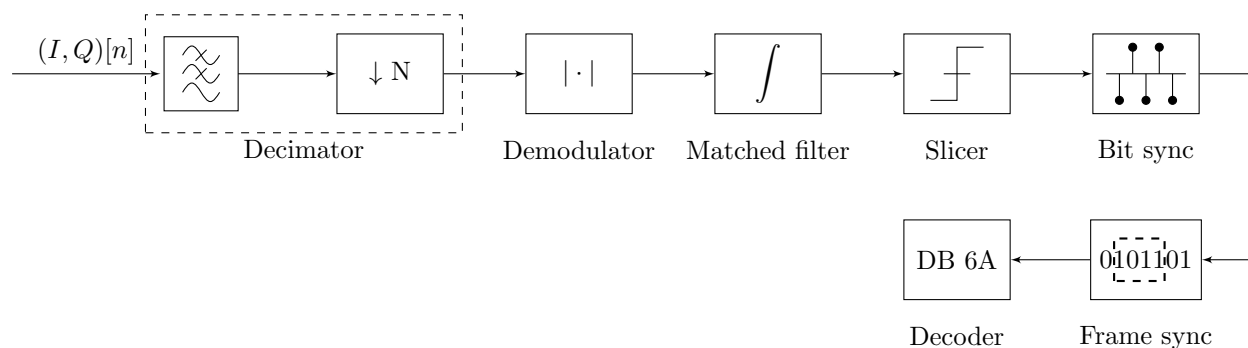 (I, Q)[n]
↓ N
| · |
∫
Decimator
Demodulator
Matched filter
Slicer
Bit sync
DB 6A
0101101
Decoder
Frame sync